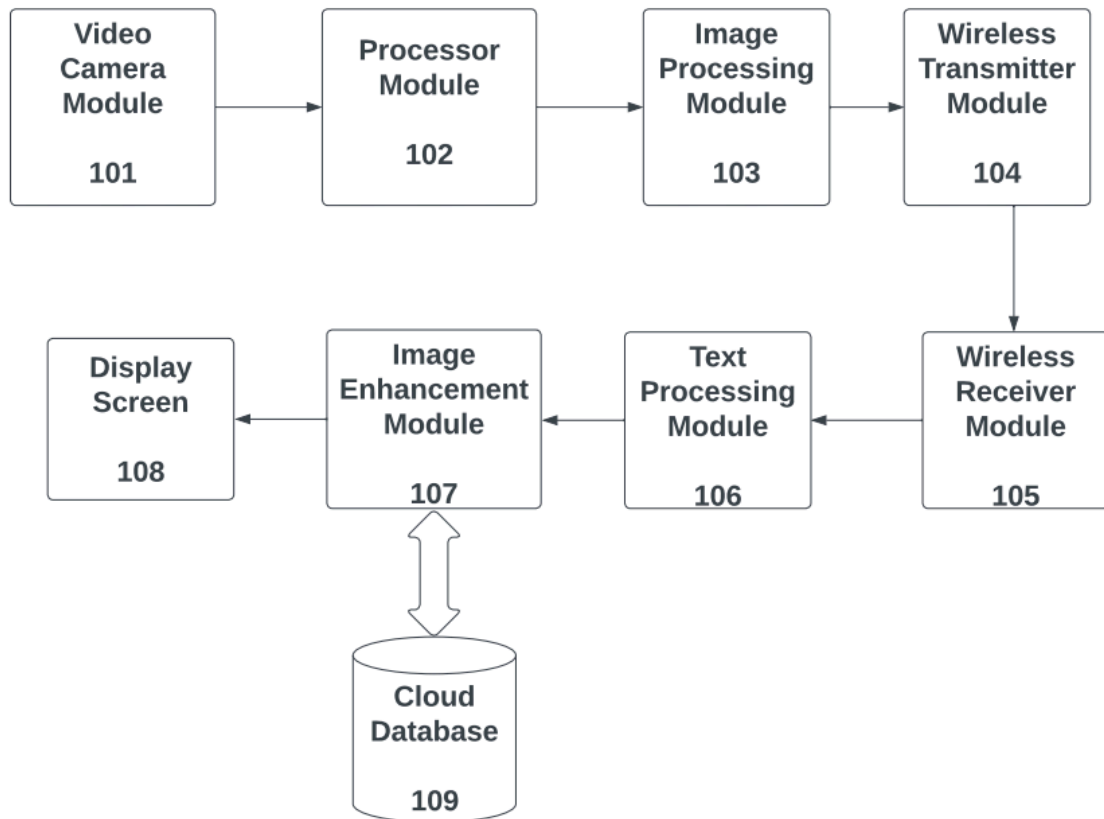 Video
Camera
Module
101
Processor
Module
102
Image
Processing
Module
103
Wireless
Transmitter
Module
104
Display
Screen
108
Image
Enhancement
Module
107
Text
Processing
Module
106
Wireless
Receiver
Module
105
Cloud
Database
109